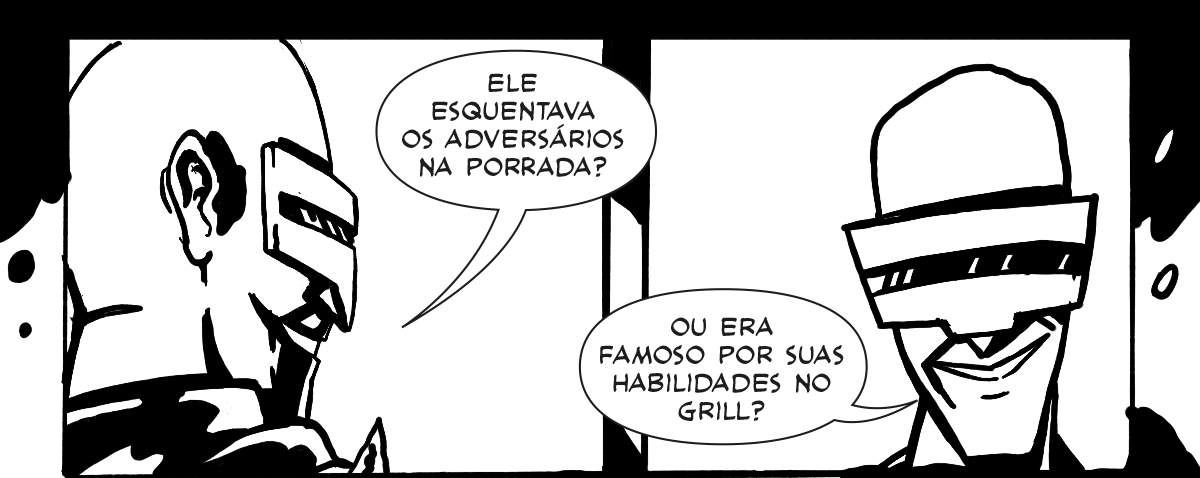 ELE
ESQUENTAVA
OS ADVERSÁRIOS
NA PORRADA?
OU ERA
FAMOSO POR SUAS
HABILIDADES NO
GRILL?